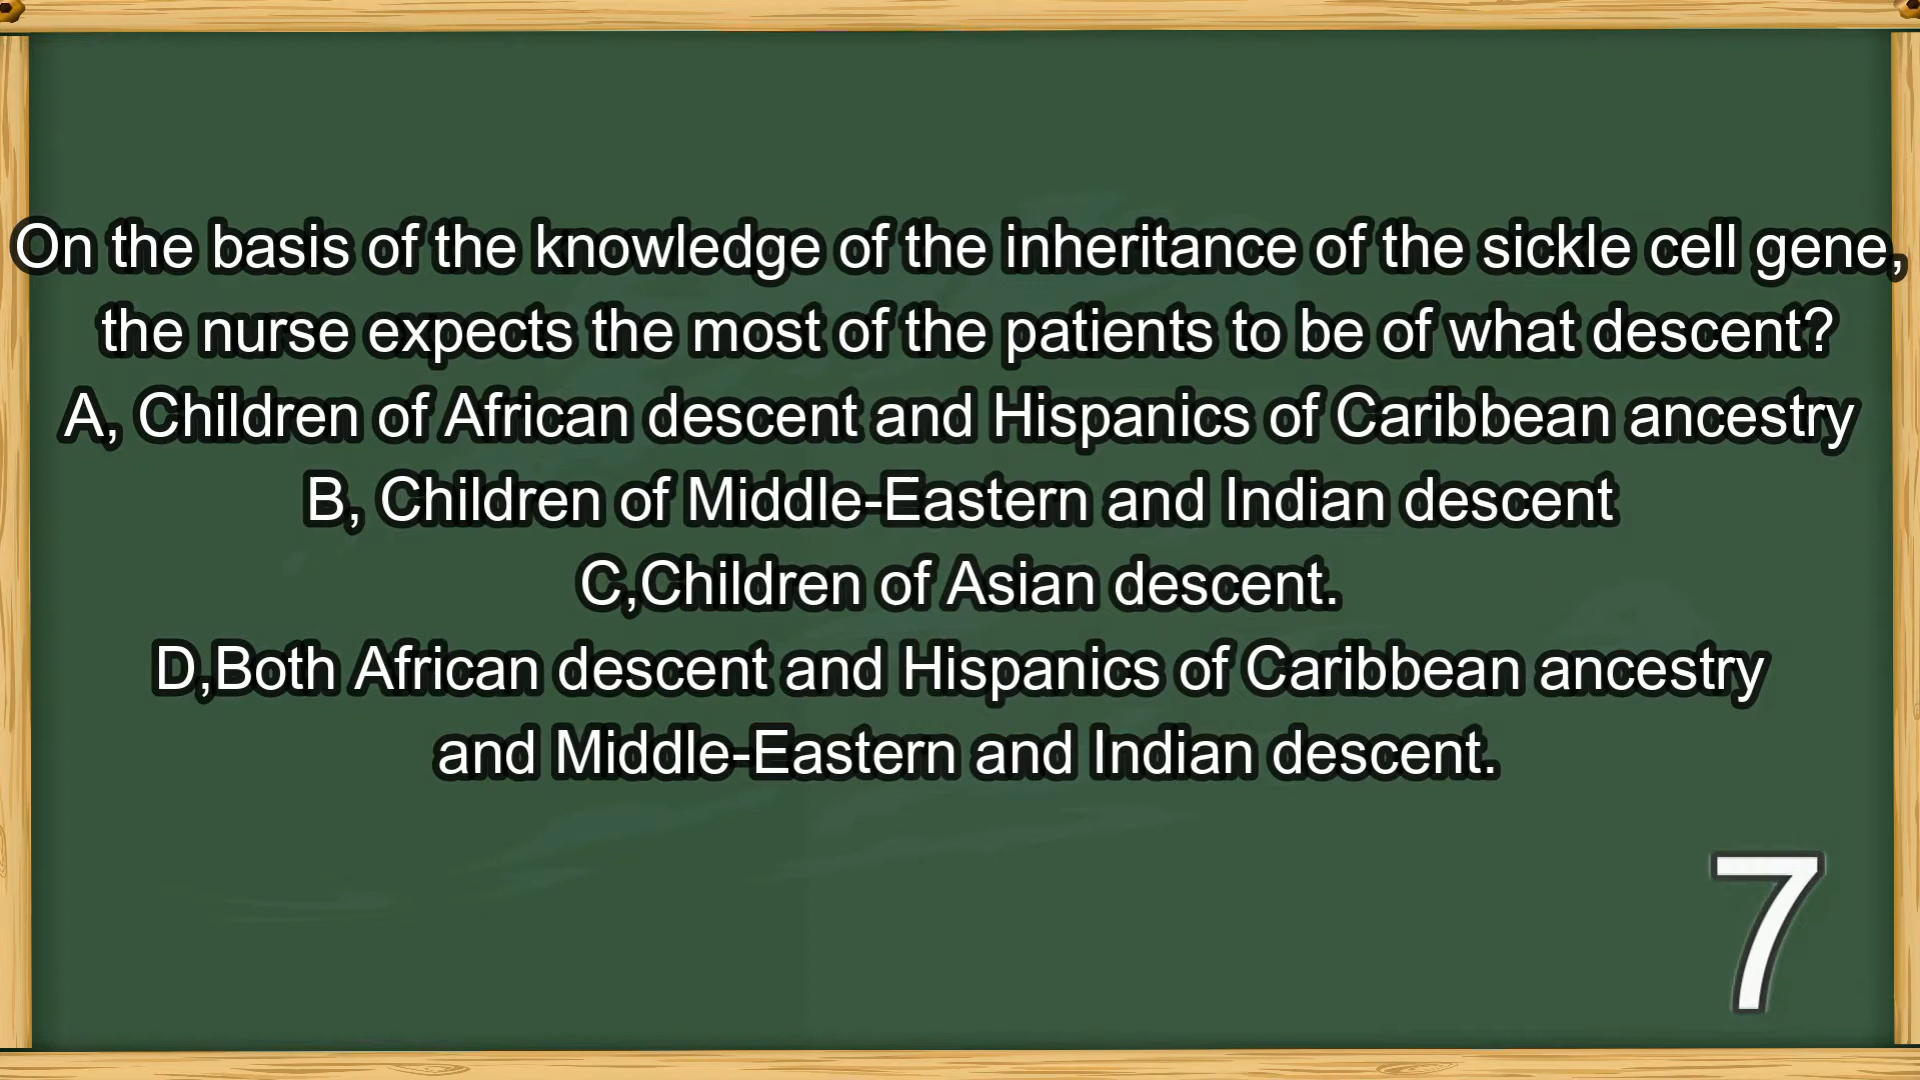 On the basis of the knowledge of the inheritance of the sickle cell gene,
the nurse expects the most of the patients to be of what descent?
A, Children of African descent and Hispanics of Caribbean ancestry
B, Children of Middle-Eastern and Indian descent
C,Children of Asian descent.
D,Both African descent and Hispanics of Caribbean ancestry
and Middle-Eastern and Indian descent.
7